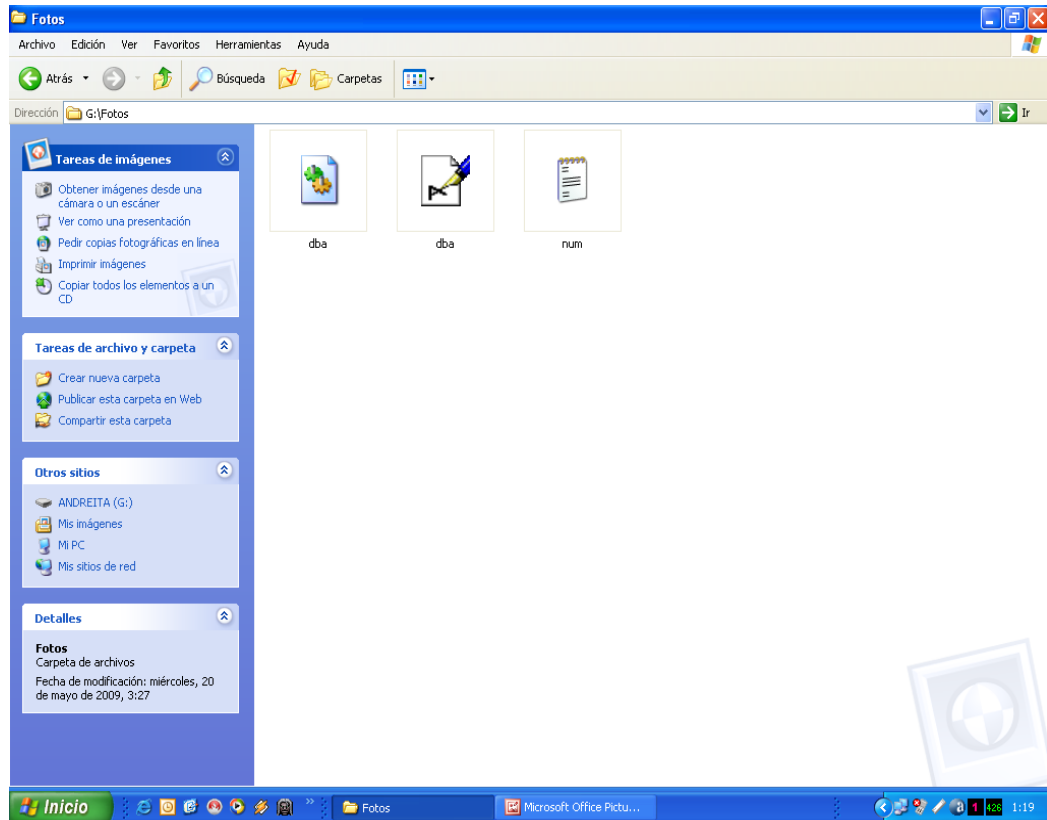 Fotos
Archivo Edición Ver Favoritos Herramientas Ayuda
Atrás Búsqueda Carpetas
Dirección G:\Fotos Ir
Tareas de imágenes
Obtener imágenes desde una
cámara o un escáner
Ver como una presentación
Pedir copias fotográficas en línea
Imprimir imágenes
Copiar todos los elementos a un
CD
Tareas de archivo y carpeta
Crear nueva carpeta
Publicar esta carpeta en Web
Compartir esta carpeta
Otros sitios
ANDREITA (G:)
Mis imágenes
Mi PC
Mis sitios de red
Detalles
Fotos
Carpeta de archivos
Fecha de modificación: miércoles, 20
de mayo de 2009, 3:27
dba dba num
Inicio Fotos Microsoft Office Pictu... 1 426 1:19